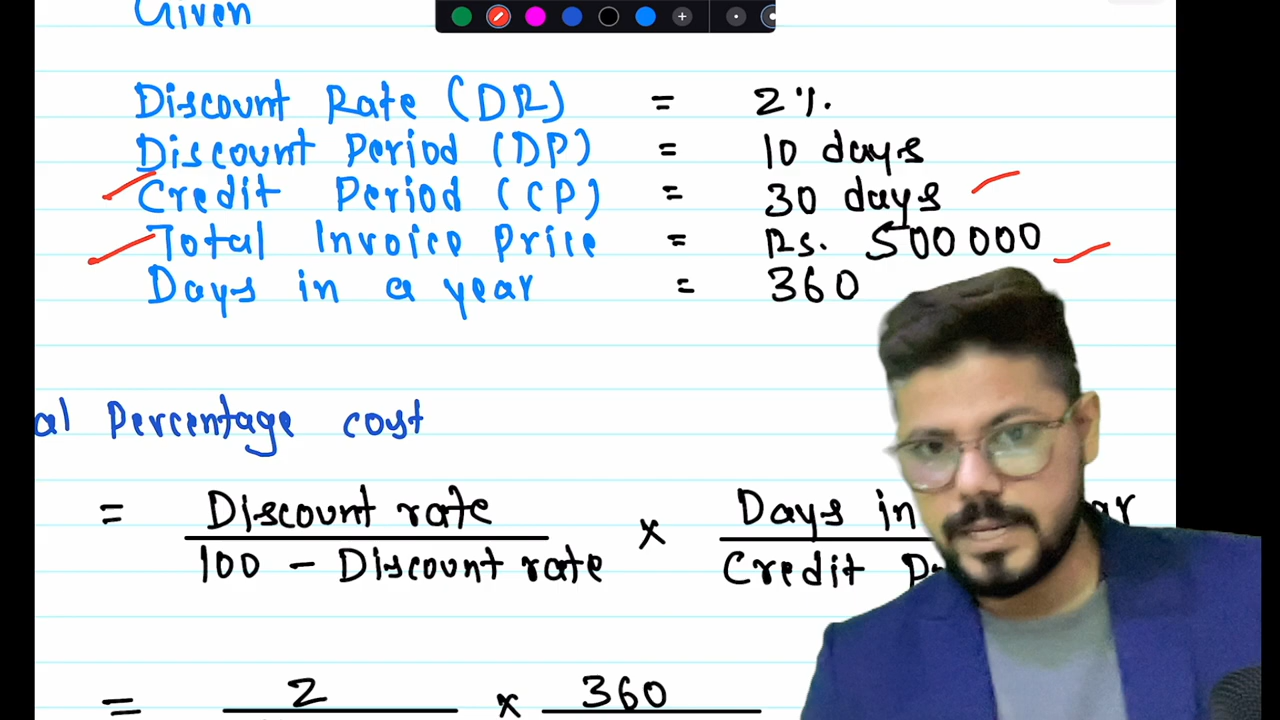 Given
Discount Rate (DR) = 2%.
Discount Period (DP) = 10 days
Credit Period (CP) = 30 days
Total Invoice Price = Rs. 500000
Days in a year = 360
al Percentage cost
= Discount rate × Days in
100 - Discount rate Credit
= 2 × 360